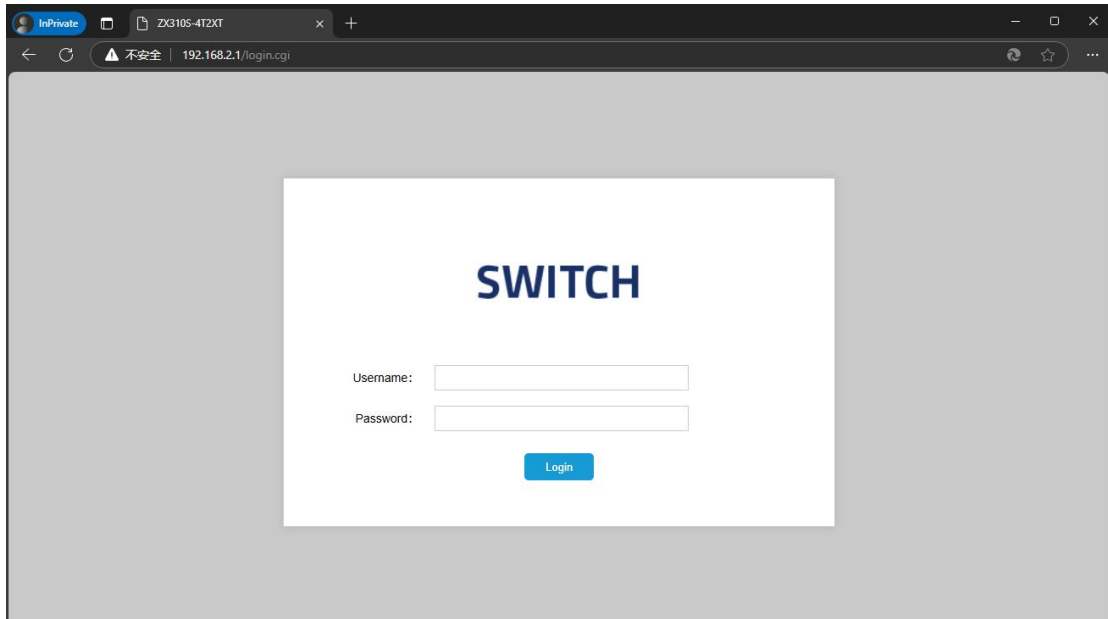 InPrivate
ZX310S-4T2XT
不安全 | 192.168.2.1/login.cgi
SWITCH
Username:
Password:
Login